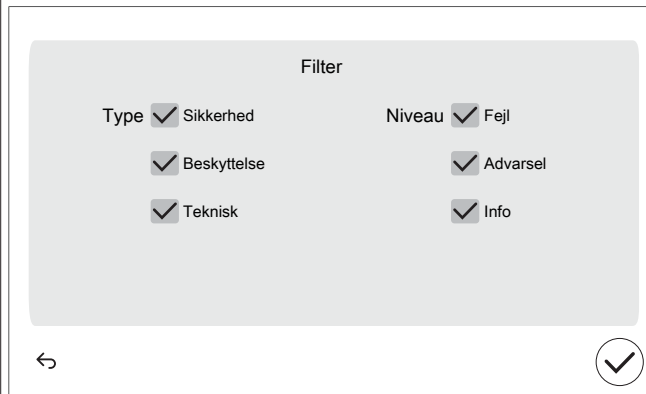 Filter
Type Sikkerhed Niveau Fejl
Beskyttelse Advarsel
Teknisk Info